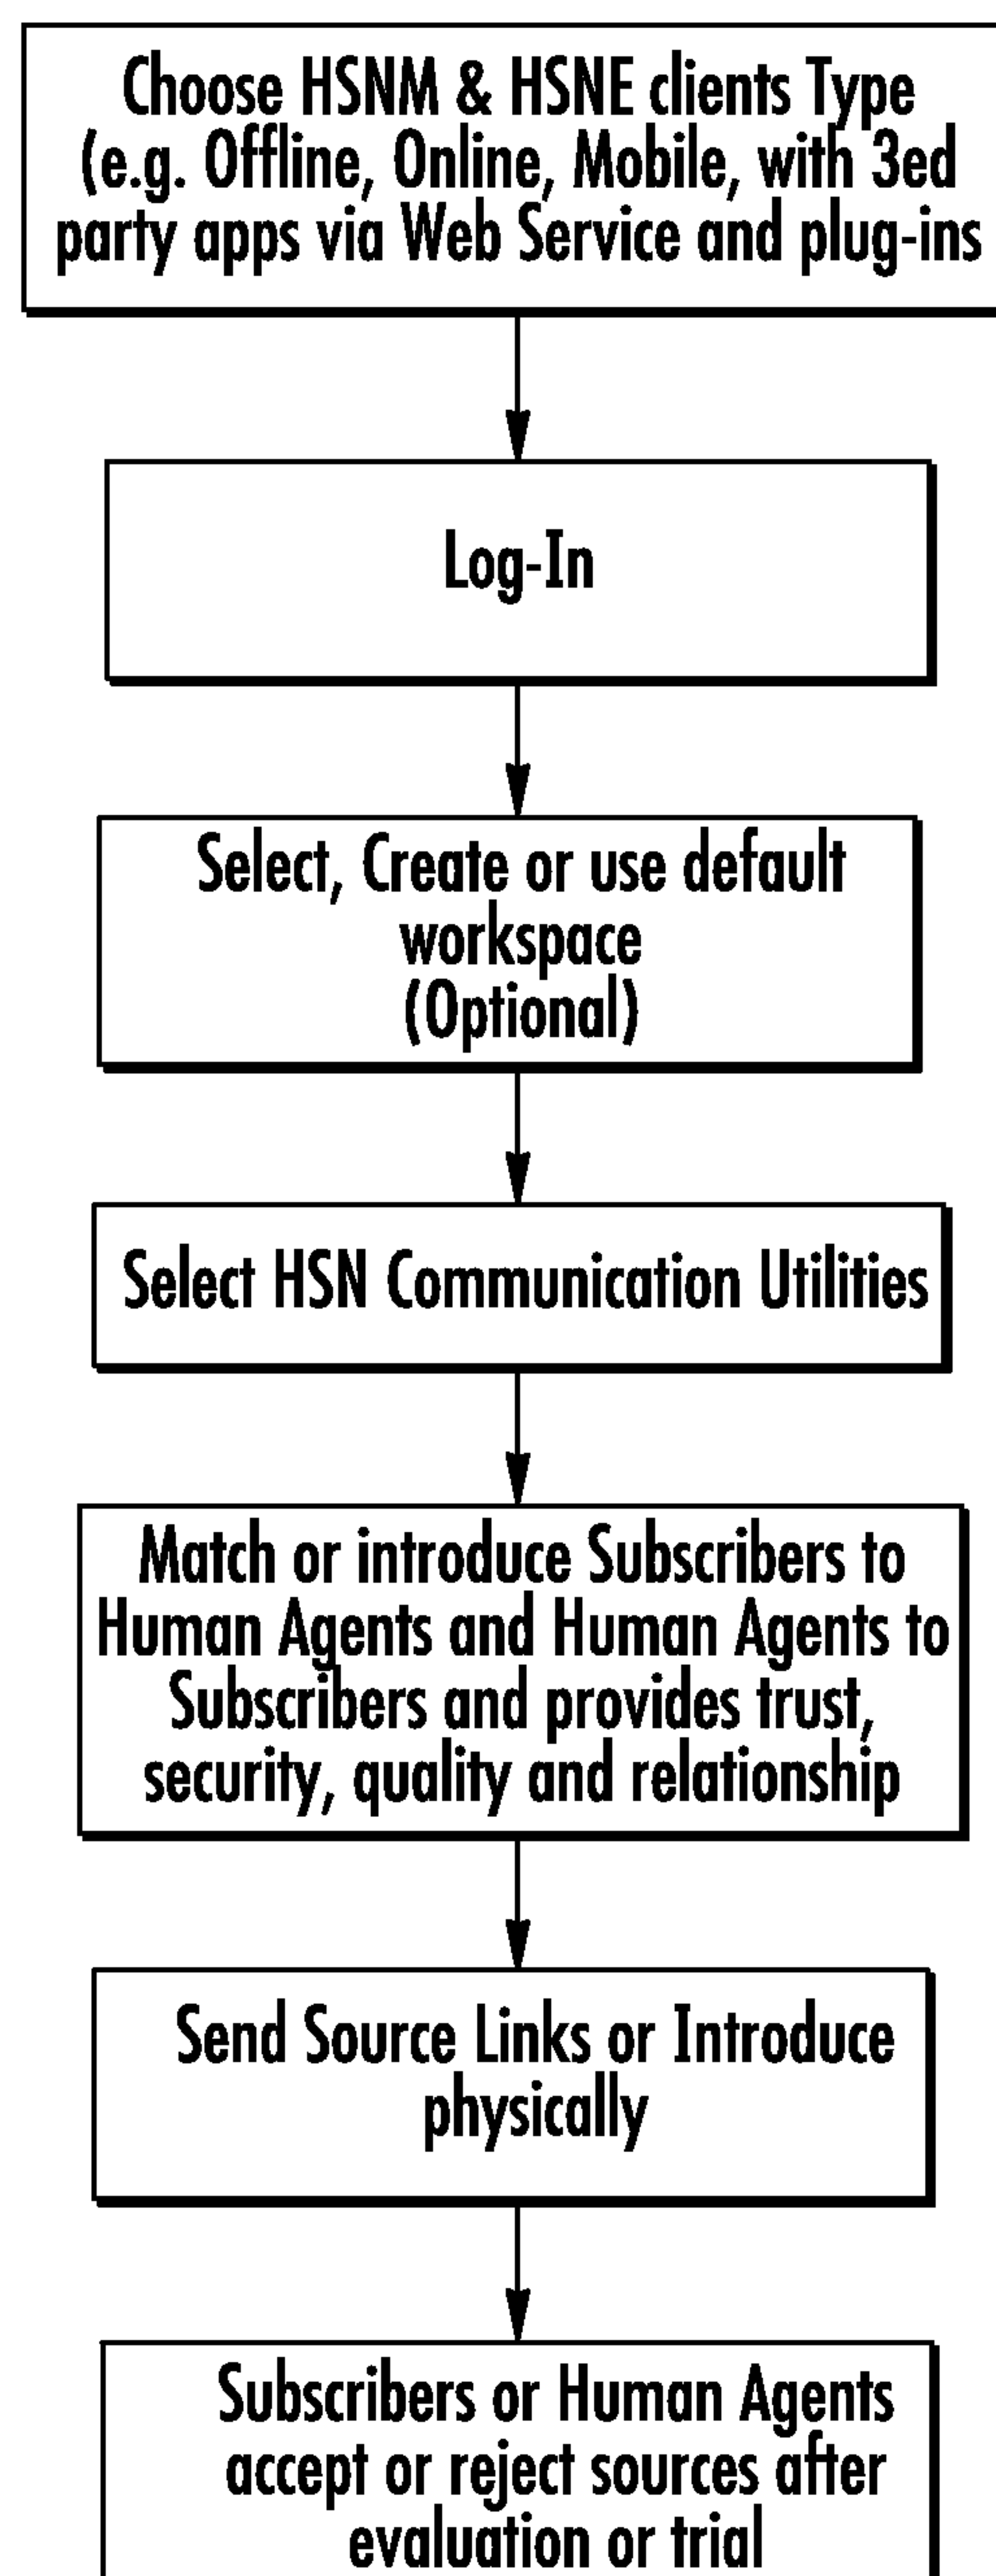 Choose HSNM & HSNE clients Type
(e.g. Offline, Online, Mobile, with 3ed
party apps via Web Service and plug-ins
Log-In
Select, Create or use default
workspace
(Optional)
Select HSN Communication Utilities
Match or introduce Subscribers to
Human Agents and Human Agents to
Subscribers and provides trust,
security, quality and relationship
Send Source Links or Introduce
physically
Subscribers or Human Agents
accept or reject sources after
evaluation or trial